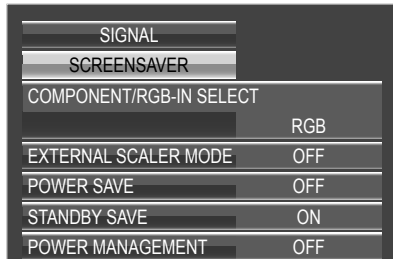 SIGNAL
SCREENSAVER
COMPONENT/RGB-IN SELECT
RGB
EXTERNAL SCALER MODE OFF
POWER SAVE OFF
STANDBY SAVE ON
POWER MANAGEMENT OFF